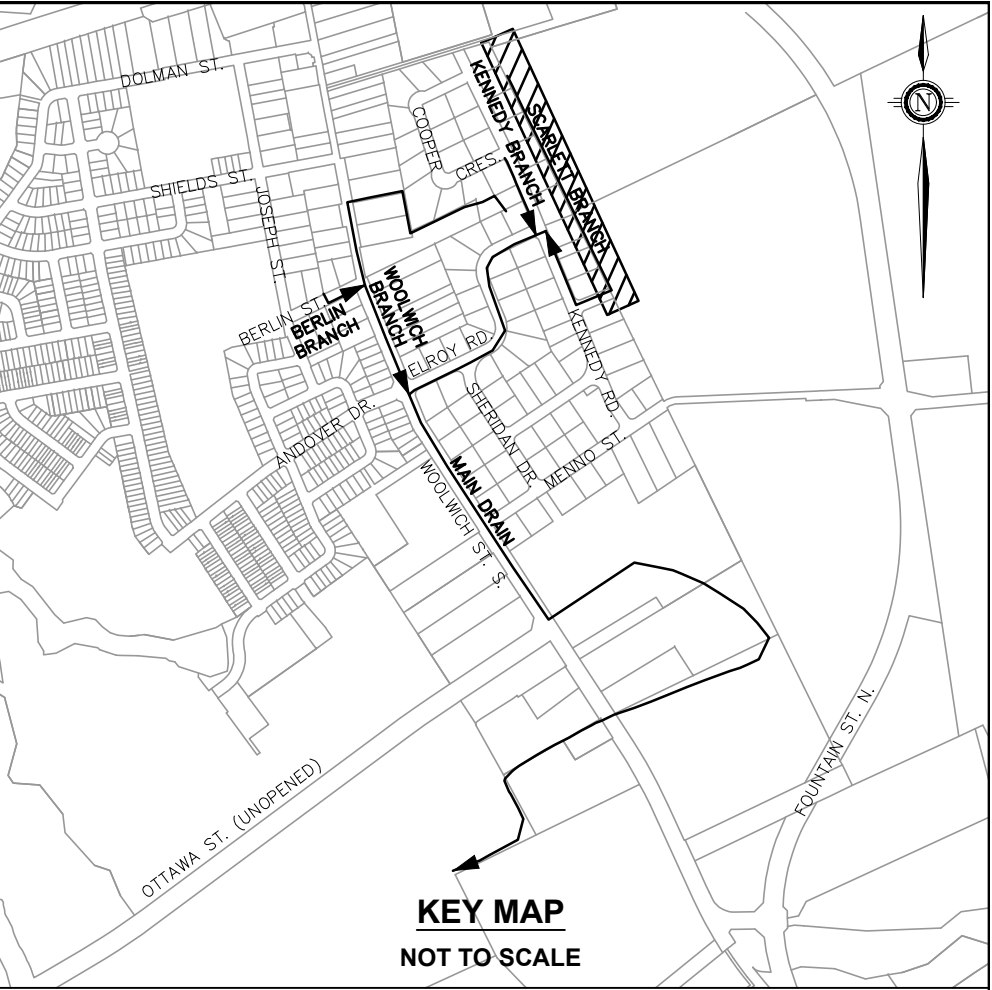 DOLMAN ST.
N
KENNEDY BRANCH
SCARLETT BRANCH
COOPER
CRES.
SHIELDS ST.
JOSEPH ST.
WOOLWICH
BRANCH
BERLIN ST.
BERLIN
BRANCH
ELROY RD.
KENNEDY RD.
SHERIDAN DR.
ANDOVER DR.
MENNO ST.
MAIN DRAIN
WOOLWICH ST. S.
FOUNTAIN ST. N.
OTTAWA ST. (UNOPENED)
KEY MAP
NOT TO SCALE